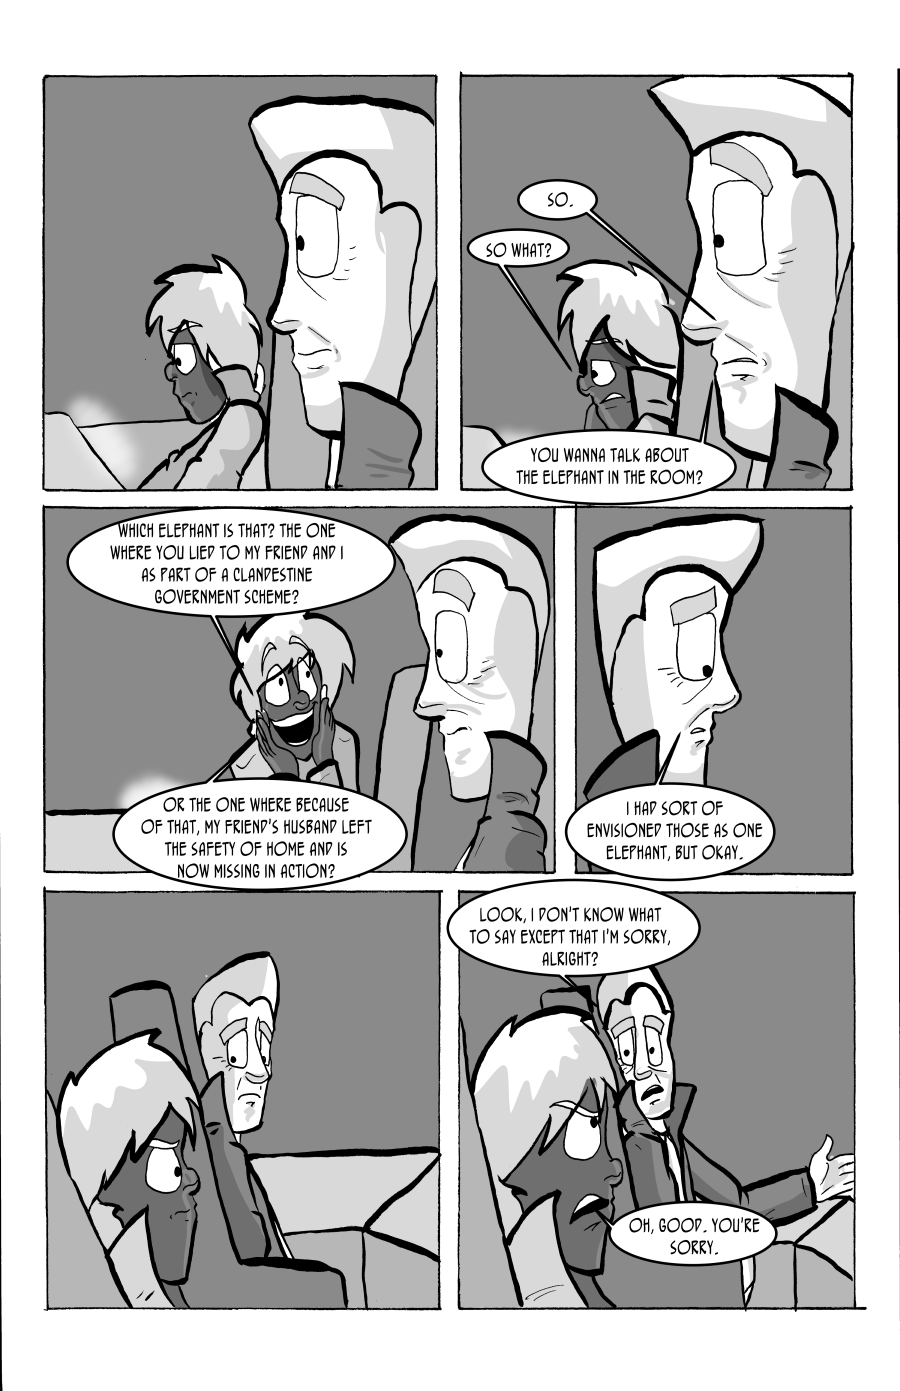 SO.
SO WHAT?
YOU WANNA TALK ABOUT
THE ELEPHANT IN THE ROOM?
WHICH ELEPHANT IS THAT? THE ONE
WHERE YOU LIED TO MY FRIEND AND I
AS PART OF A CLANDESTINE
GOVERNMENT SCHEME?
OR THE ONE WHERE BECAUSE
OF THAT, MY FRIEND'S HUSBAND LEFT
THE SAFETY OF HOME AND IS
NOW MISSING IN ACTION?
I HAD SORT OF
ENVISIONED THOSE AS ONE
ELEPHANT, BUT OKAY.
LOOK, I DON'T KNOW WHAT
TO SAY EXCEPT THAT I'M SORRY,
ALRIGHT?
OH, GOOD. YOU'RE
SORRY.